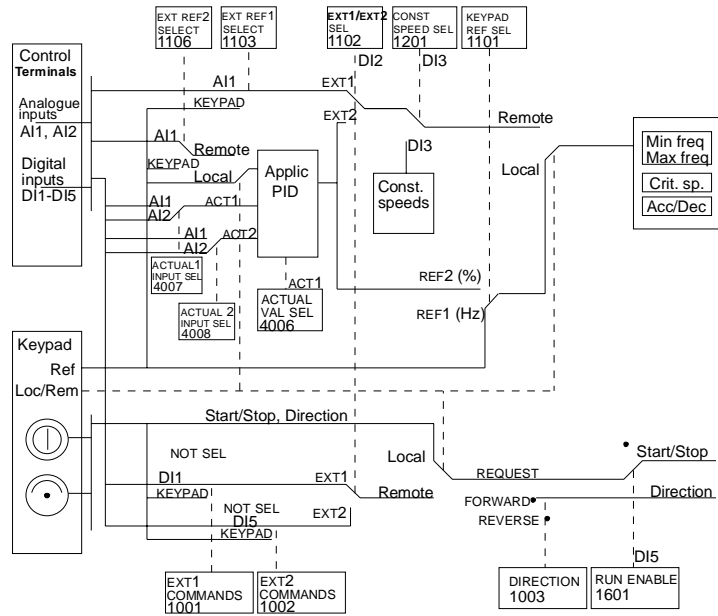 EXT REF2
SELECT
1106
EXT REF1
SELECT
1103
EXT1/EXT2
SEL
1102
CONST
SPEED SEL
1201
KEYPAD
REF SEL
1101
DI2
DI3
Control
Terminals
Analogue
inputs
AI1, AI2
Digital
inputs
DI1-DI5
AI1
KEYPAD
EXT1
EXT2
Remote
AI1
Remote
KEYPAD
Local
AI1
AI2
ACT1
AI1
AI2
ACT2
Applic
PID
DI3
Const.
speeds
Local
Min freq
Max freq
Crit. sp.
Acc/Dec
ACTUAL1
INPUT SEL
4007
ACTUAL 2
INPUT SEL
4008
ACT1
ACTUAL
VAL SEL
4006
REF2 (%)
REF1 (Hz)
Keypad
Ref
Loc/Rem
Start/Stop, Direction
NOT SEL
Local
DI1
KEYPAD
EXT1
Remote
NOT SEL
DI5
EXT2
KEYPAD
REQUEST
Start/Stop
FORWARD
Direction
REVERSE
DI5
EXT1
COMMANDS
1001
EXT2
COMMANDS
1002
DIRECTION
1003
RUN ENABLE
1601